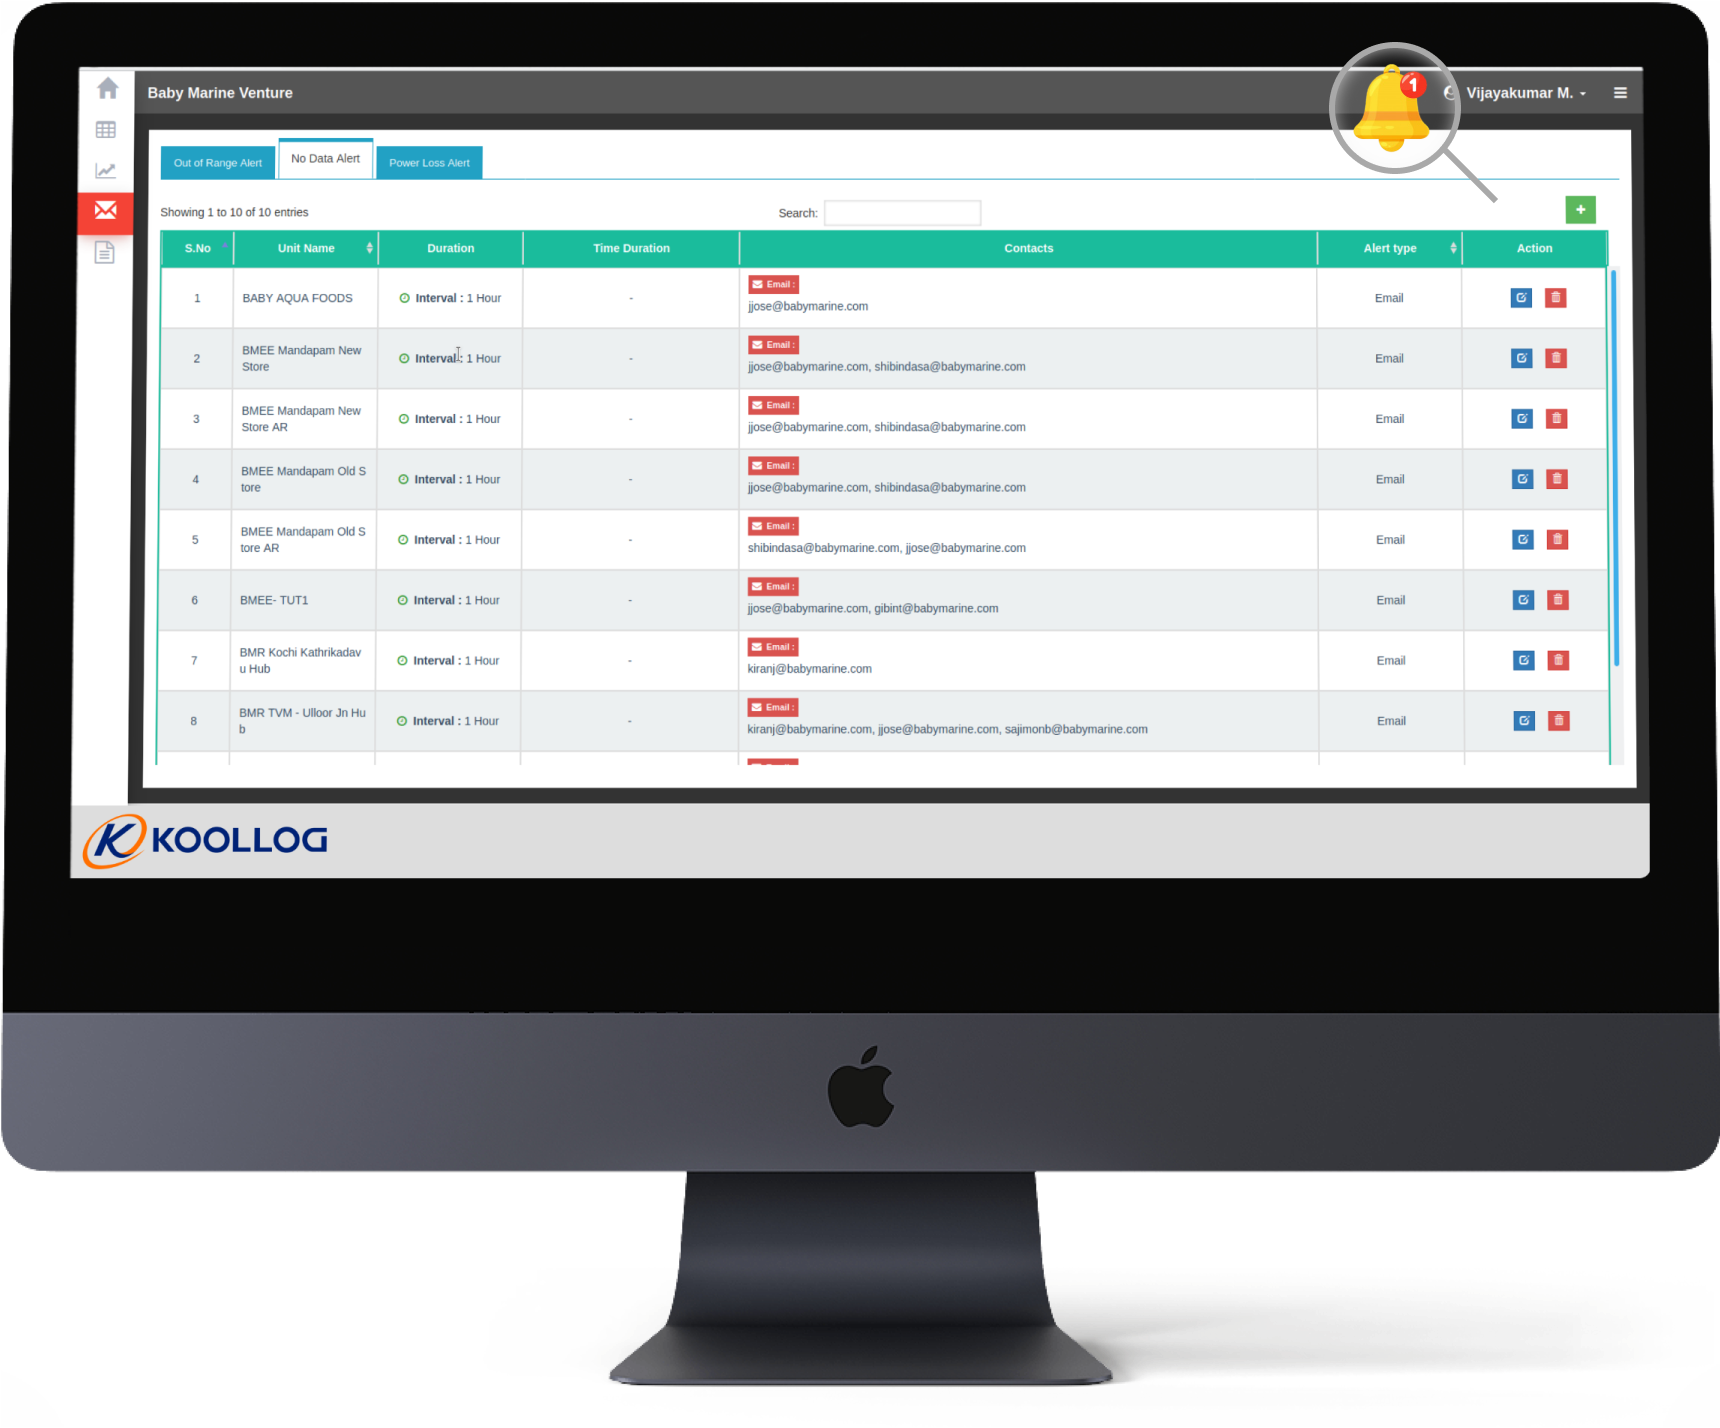 Baby Marine Venture
1
Vijayakumar M.
Out of Range Alert
No Data Alert
Power Loss Alert
Showing 1 to 10 of 10 entries
Search:
+
S.No
Unit Name
Duration
Time Duration
Contacts
Alert type
Action
1
BABY AQUA FOODS
Interval : 1 Hour
-
Email :
jjose@babymarine.com
Email
2
BMEE Mandapam New
Store
Interval : 1 Hour
-
Email :
jjose@babymarine.com, shibindasa@babymarine.com
Email
3
BMEE Mandapam New
Store AR
Interval : 1 Hour
-
Email :
jjose@babymarine.com, shibindasa@babymarine.com
Email
4
BMEE Mandapam Old S
tore
Interval : 1 Hour
-
Email :
jjose@babymarine.com, shibindasa@babymarine.com
Email
5
BMEE Mandapam Old S
tore AR
Interval : 1 Hour
-
Email :
shibindasa@babymarine.com, jjose@babymarine.com
Email
6
BMEE- TUT1
Interval : 1 Hour
-
Email :
jjose@babymarine.com, gibint@babymarine.com
Email
7
BMR Kochi Kathrikadav
u Hub
Interval : 1 Hour
-
Email :
kiranj@babymarine.com
Email
8
BMR TVM - Ulloor Jn Hu
b
Interval : 1 Hour
-
Email :
kiranj@babymarine.com, jjose@babymarine.com, sajimonb@babymarine.com
Email
K KOOLLOG